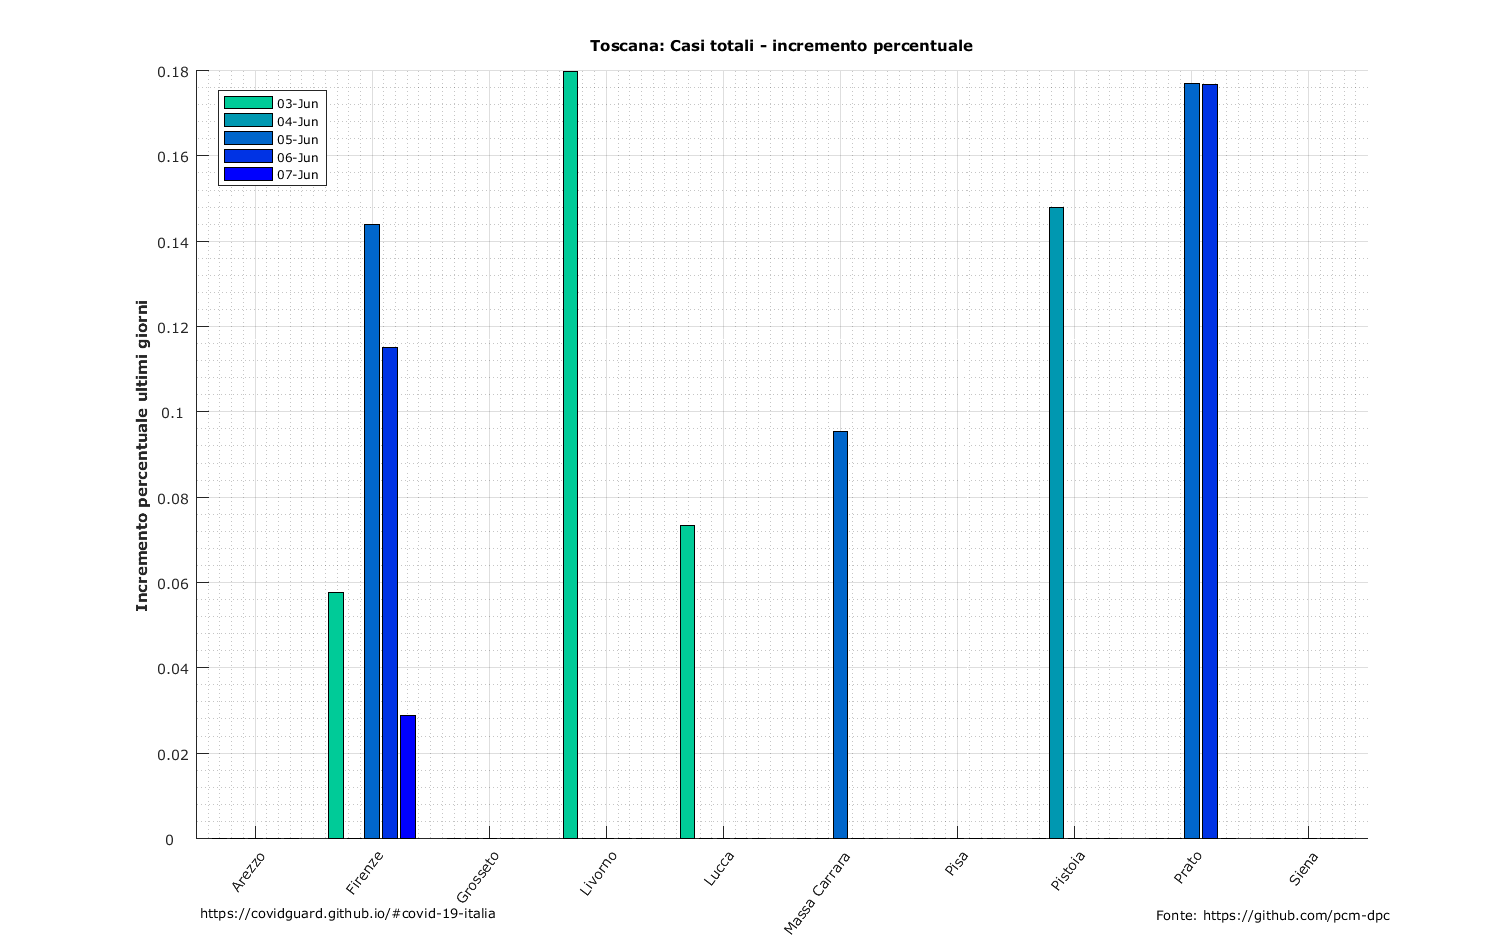 Toscana: Casi totali - incremento percentuale
Incremento percentuale ultimi giorni
0.18
0.16
0.14
0.12
0.1
0.08
0.06
0.04
0.02
0
03-Jun
04-Jun
05-Jun
06-Jun
07-Jun
Arezzo
Firenze
Grosseto
Livorno
Lucca
Massa Carrara
Pisa
Pistoia
Prato
Siena
https://covidguard.github.io/#covid-19-italia
Fonte: https://github.com/pcm-dpc